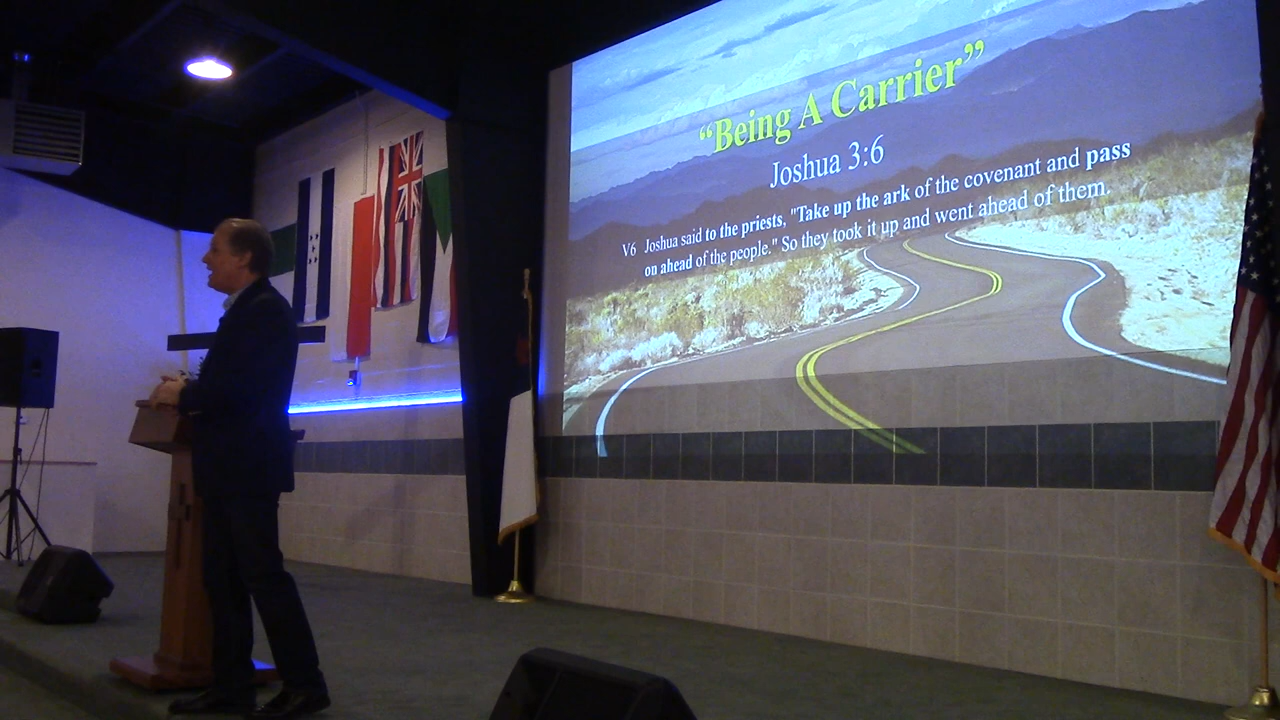 “Being A Carrier”
Joshua 3:6
V6 Joshua said to the priests, "Take up the ark of the covenant and pass
on ahead of the people." So they took it up and went ahead of them.